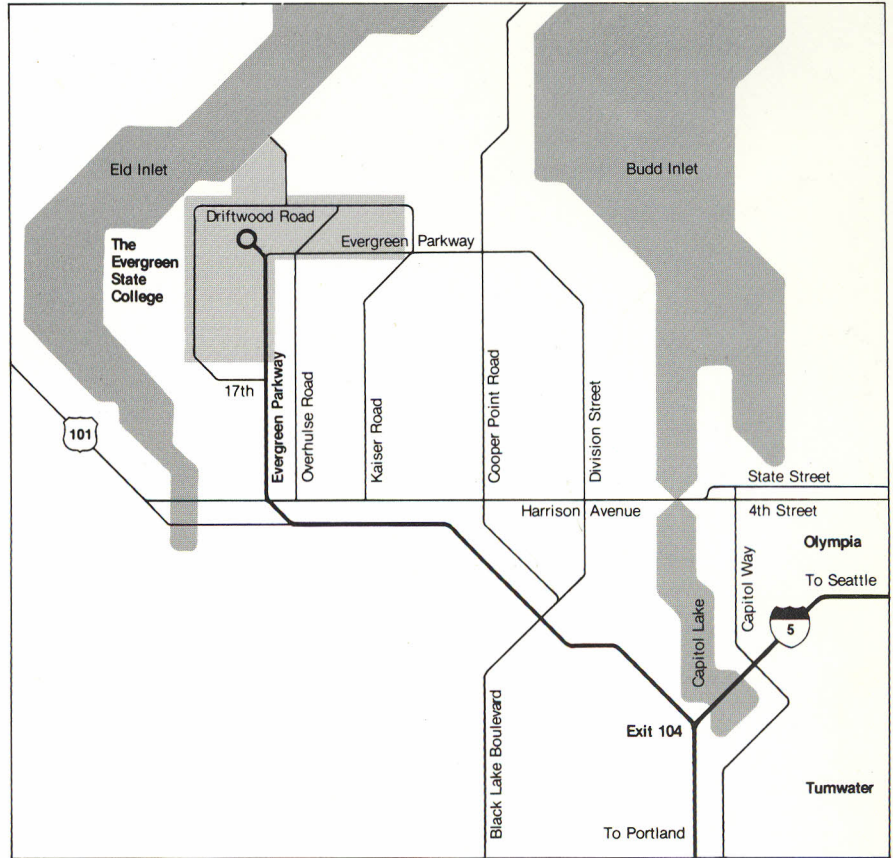 Eld Inlet
Budd Inlet
Driftwood Road
Evergreen Parkway
The
Evergreen
State
College
17th
Evergreen Parkway
Overhulse Road
Kaiser Road
Cooper Point Road
Division Street
101
State Street
Harrison Avenue
4th Street
Olympia
To Seattle
Capitol Way
5
Capitol Lake
Exit 104
Black Lake Boulevard
Tumwater
To Portland